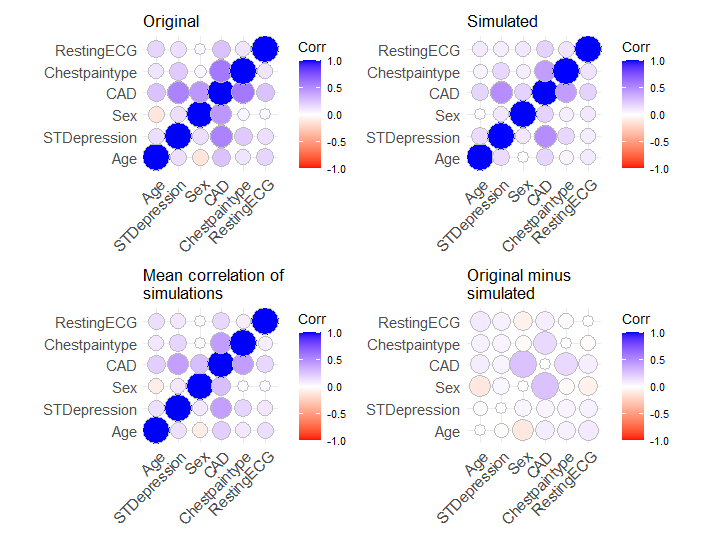 Original
RestingECG
Chestpaintype
CAD
Sex
STDepression
Age
Age
STDepression
Sex
CAD
Chestpaintype
RestingECG
Corr
1.0
0.5
0.0
-0.5
-1.0
Simulated
RestingECG
Chestpaintype
CAD
Sex
STDepression
Age
Age
STDepression
Sex
CAD
Chestpaintype
RestingECG
Corr
1.0
0.5
0.0
-0.5
-1.0
Mean correlation of
simulations
RestingECG
Chestpaintype
CAD
Sex
STDepression
Age
Age
STDepression
Sex
CAD
Chestpaintype
RestingECG
Corr
1.0
0.5
0.0
-0.5
-1.0
Original minus
simulated
RestingECG
Chestpaintype
CAD
Sex
STDepression
Age
Age
STDepression
Sex
CAD
Chestpaintype
RestingECG
Corr
1.0
0.5
0.0
-0.5
-1.0